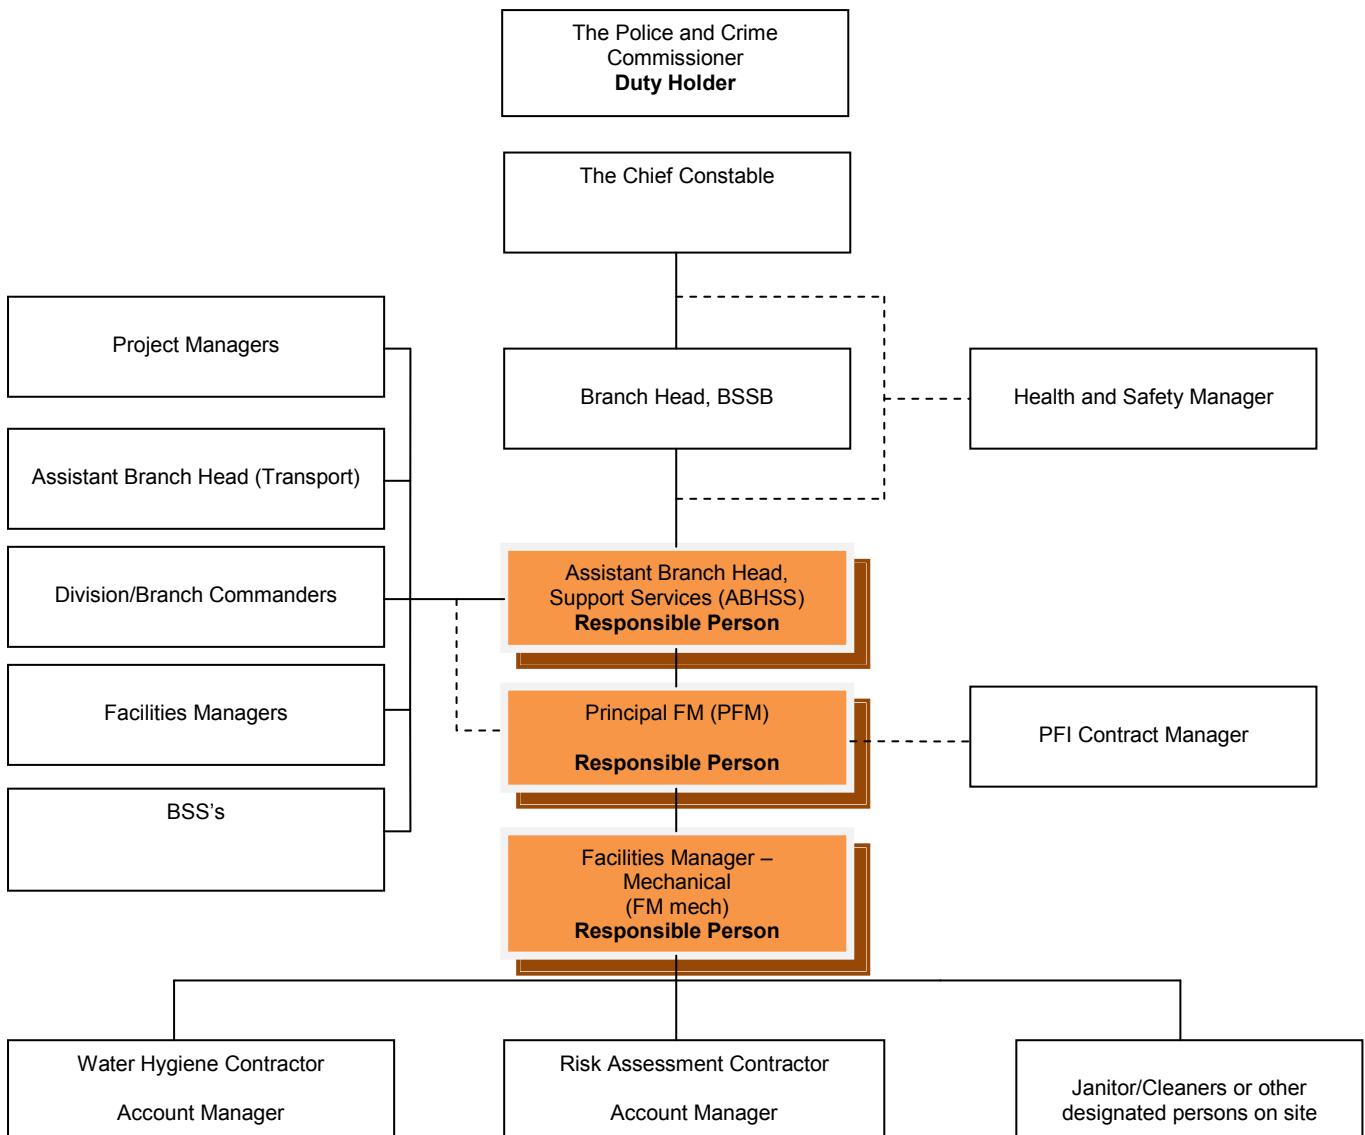 The Police and Crime
Commissioner
Duty Holder
The Chief Constable
Project Managers
Branch Head, BSSB
Health and Safety Manager
Assistant Branch Head (Transport)
Assistant Branch Head,
Support Services (ABHSS)
Responsible Person
Division/Branch Commanders
Facilities Managers
Principal FM (PFM)
Responsible Person
PFI Contract Manager
BSS’s
Facilities Manager –
Mechanical
(FM mech)
Responsible Person
Water Hygiene Contractor
Account Manager
Risk Assessment Contractor
Account Manager
Janitor/Cleaners or other
designated persons on site